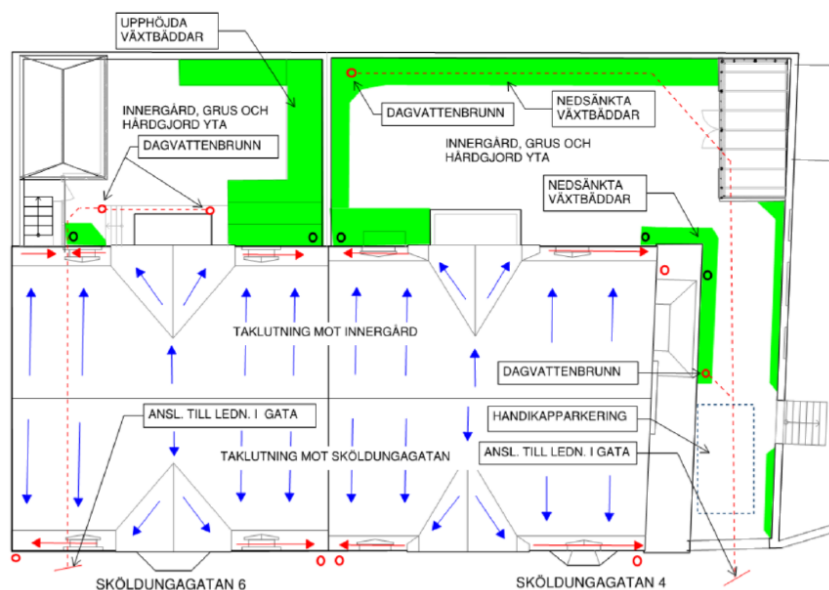 UPPHÖJDA
VÄXTBÄDDAR
INNERGÅRD, GRUS OCH
HÅRDGJORD YTA
DAGVATTENBRUNN
DAGVATTENBRUNN
NEDSÄNKTA
VÄXTBÄDDAR
INNERGÅRD, GRUS OCH
HÅRDGJORD YTA
NEDSÄNKTA
VÄXTBÄDDAR
TAKLUTNING MOT INNERGÅRD
DAGVATTENBRUNN
ANSL. TILL LEDN. I GATA
HANDIKAPPARKERING
TAKLUTNING MOT SKÖLDUNGAGATAN
ANSL. TILL LEDN. I GATA
SKÖLDUNGAGATAN 6
SKÖLDUNGAGATAN 4